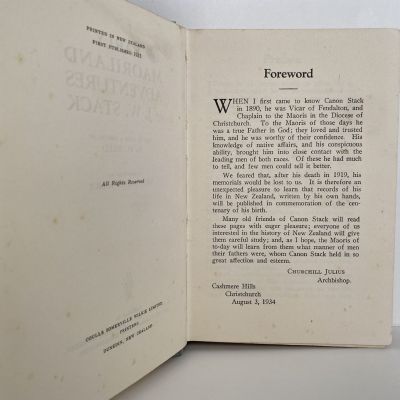 PRINTED IN NEW ZEALAND
FIRST PUBLISHED
All Rights Reserved
COULLS SOMERVILLE WILKIE LIMITED
PRINTERS
DUNEDIN, NEW ZEALAND
MAORILAND
ADVENTURES
J. W. STACK
Foreword
WHEN I first came to know Canon Stack
in 1890, he was Vicar of Fendalton, and
Chaplain to the Maoris in the Diocese of
Christchurch. To the Maoris of those days he
was a true Father in God; they loved and trusted
him, and he was worthy of their confidence. His
knowledge of native affairs, and his conspicuous
ability, brought him into close contact with the
leading men of both races. Of these he had much
to tell, and few men could tell it better.
We feared that, after his death in 1919, his
memorials would be lost to us. It is therefore an
unexpected pleasure to learn that records of his
life in New Zealand, written by his own hand,
will be published in commemoration of the cen-
tenary of his birth.
Many old friends of Canon Stack will read
these pages with eager pleasure; everyone of us
interested in the history of New Zealand will give
them careful study; and, as I hope, the Maoris of
to-day will learn from them what manner of men
their fathers were, whom Canon Stack held in so
great affection and esteem.
CHURCHILL JULIUS
Archbishop.
Cashmere Hills
Christchurch
August 3, 1934